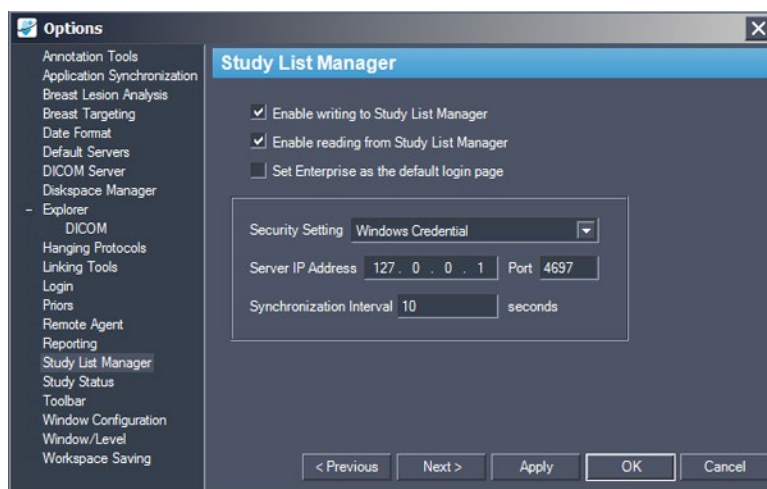 Options
Annotation Tools
Application Synchronization
Breast Lesion Analysis
Breast Targeting
Date Format
Default Servers
DICOM Server
Diskspace Manager
Explorer
DICOM
Hanging Protocols
Linking Tools
Login
Priors
Remote Agent
Reporting
Study List Manager
Study Status
Toolbar
Window Configuration
Window/Level
Workspace Saving
Study List Manager
Enable writing to Study List Manager
Enable reading from Study List Manager
Set Enterprise as the default login page
Security Setting Windows Credential
Server IP Address 127 . 0 . 0 . 1 Port 4697
Synchronization Interval 10 seconds
< Previous Next > Apply OK Cancel